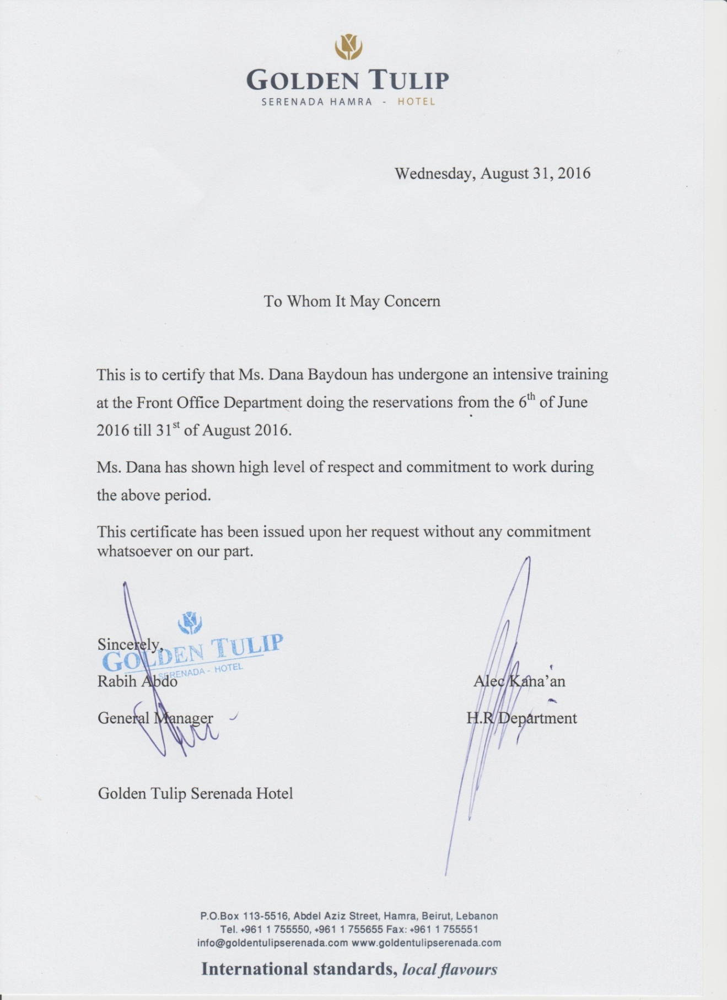 GOLDEN TULIP
SERENADA HAMRA - HOTEL
Wednesday, August 31, 2016
To Whom It May Concern
This is to certify that Ms. Dana Baydoun has undergone an intensive training
at the Front Office Department doing the reservations from the 6th of June
2016 till 31st of August 2016.
Ms. Dana has shown high level of respect and commitment to work during
the above period.
This certificate has been issued upon her request without any commitment
whatsoever on our part.
Sincerely,
GOLDEN TULIP
SERENADA - HOTEL
Rabih Abdo
Alec Kana’an
General Manager
H.R Department
Golden Tulip Serenada Hotel
P.O.Box 113-5516, Abdel Aziz Street, Hamra, Beirut, Lebanon
Tel. +961 1 755550, +961 1 755655 Fax: +961 1 755551
info@goldentulipserenada.com www.goldentulipserenada.com
International standards, local flavours